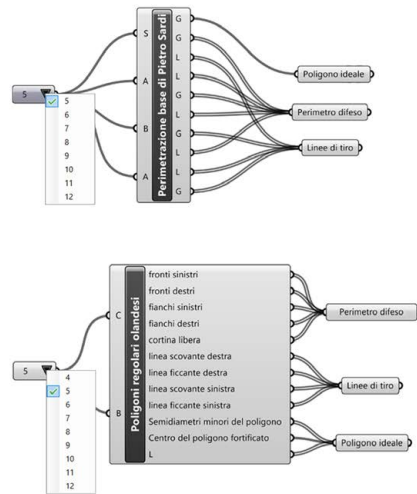 5
5
6
7
8
9
10
11
12
S
A
B
A
Perimetrazione base di Pietro Sardi
G
G
L
L
G
L
G
L
L
G
Poligono ideale
Perimetro difeso
Linee di tiro
5
4
5
6
7
8
9
10
11
12
C
B
Poligoni regolari olandesi
fronti sinistri
fronti destri
fianchi sinistri
fianchi destri
cortina libera
linea scovante destra
linea ficcante destra
linea scovante sinistra
linea ficcante sinistra
Semidiametri minori del poligono
Centro del poligono fortificato
L
Perimetro difeso
Linee di tiro
Poligono ideale